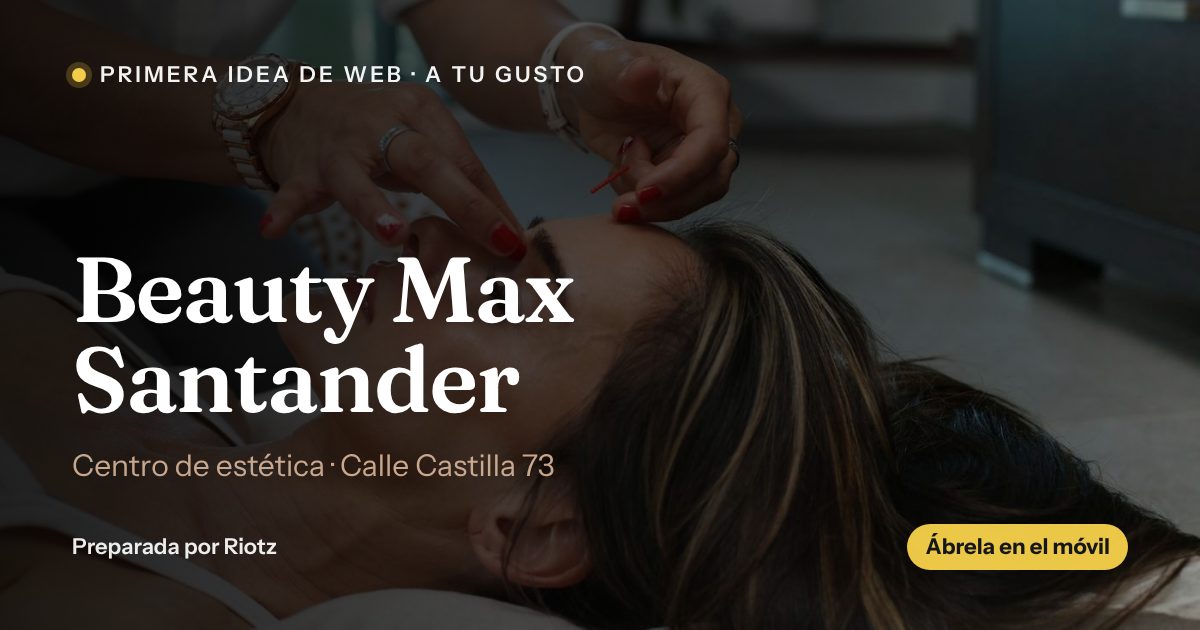 PRIMERA IDEA DE WEB · A TU GUSTO
Beauty Max
Santander
Centro de estética · Calle Castilla 73
Preparada por Riotz
Ábrela en el móvil